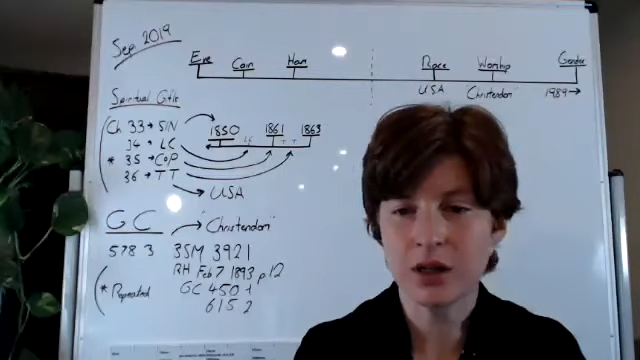 Sep 2019
Eve Cain Ham Race Worship Gender
USA "Christendom" 1989→
Spiritual Gifts
Ch 33 → SIN
34 → LC
* 35 → CoP
36 → TT
1850 1861 1863
LC TT
→ USA
GC → "Christendom"
578 3 3SM 392 1
RH Feb 7 1893 p.12
* Repeated GC 450 1
615 2